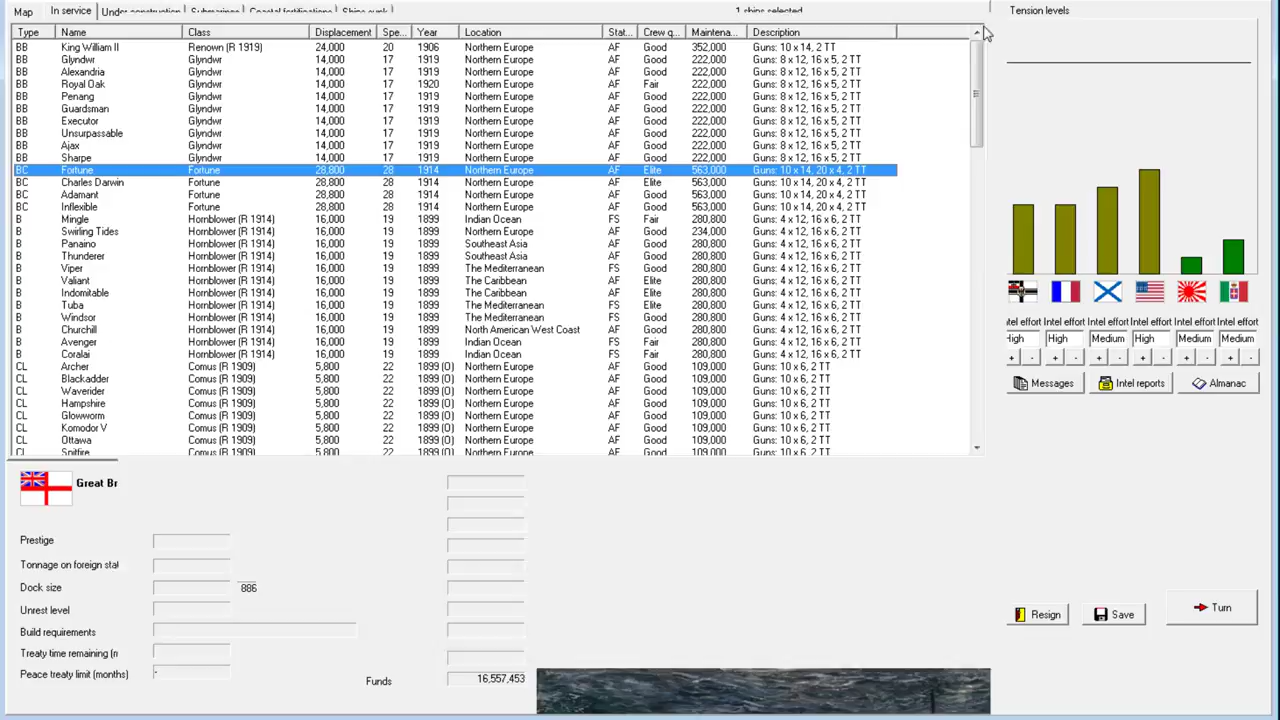 Map In service Under construction Submarines Coastal fortifications Ships sunk 1 ships selected Tension levels
Type Name Class Displacement Spe... Year Location Stat... Crew q... Maintena... Description
BB King William II Renown (R 1919) 24,000 20 1906 Northern Europe AF Good 352,000 Guns: 10 x 14, 2 TT
BB Glyndwr Glyndwr 14,000 17 1919 Northern Europe AF Good 222,000 Guns: 8 x 12, 16 x 5, 2 TT
BB Alexandria Glyndwr 14,000 17 1919 Northern Europe AF Good 222,000 Guns: 8 x 12, 16 x 5, 2 TT
BB Royal Oak Glyndwr 14,000 17 1920 Northern Europe AF Fair 222,000 Guns: 8 x 12, 16 x 5, 2 TT
BB Penang Glyndwr 14,000 17 1919 Northern Europe AF Good 222,000 Guns: 8 x 12, 16 x 5, 2 TT
BB Guardsman Glyndwr 14,000 17 1919 Northern Europe AF Good 222,000 Guns: 8 x 12, 16 x 5, 2 TT
BB Executor Glyndwr 14,000 17 1919 Northern Europe AF Good 222,000 Guns: 8 x 12, 16 x 5, 2 TT
BB Unsurpassable Glyndwr 14,000 17 1919 Northern Europe AF Good 222,000 Guns: 8 x 12, 16 x 5, 2 TT
BB Ajax Glyndwr 14,000 17 1919 Northern Europe AF Good 222,000 Guns: 8 x 12, 16 x 5, 2 TT
BB Sharpe Glyndwr 14,000 17 1919 Northern Europe AF Good 222,000 Guns: 8 x 12, 16 x 5, 2 TT
BC Fortune Fortune 28,800 28 1914 Northern Europe AF Elite 563,000 Guns: 10 x 14, 20 x 4, 2 TT
BC Charles Darwin Fortune 28,800 28 1914 Northern Europe AF Elite 563,000 Guns: 10 x 14, 20 x 4, 2 TT
BC Adamant Fortune 28,800 28 1914 Northern Europe AF Good 563,000 Guns: 10 x 14, 20 x 4, 2 TT
BC Inflexible Fortune 28,800 28 1914 Northern Europe AF Good 563,000 Guns: 10 x 14, 20 x 4, 2 TT
B Mingle Hornblower (R 1914) 16,000 19 1899 Indian Ocean FS Fair 280,800 Guns: 4 x 12, 16 x 6, 2 TT
B Swirling Tides Hornblower (R 1914) 16,000 19 1899 Northern Europe AF Good 234,000 Guns: 4 x 12, 16 x 6, 2 TT
B Panaino Hornblower (R 1914) 16,000 19 1899 Southeast Asia AF Good 280,800 Guns: 4 x 12, 16 x 6, 2 TT
B Thunderer Hornblower (R 1914) 16,000 19 1899 Southeast Asia AF Good 280,800 Guns: 4 x 12, 16 x 6, 2 TT
B Viper Hornblower (R 1914) 16,000 19 1899 The Mediterranean FS Good 280,800 Guns: 4 x 12, 16 x 6, 2 TT
B Valiant Hornblower (R 1914) 16,000 19 1899 The Caribbean AF Elite 280,800 Guns: 4 x 12, 16 x 6, 2 TT
B Indomitable Hornblower (R 1914) 16,000 19 1899 The Caribbean AF Elite 280,800 Guns: 4 x 12, 16 x 6, 2 TT
B Tuba Hornblower (R 1914) 16,000 19 1899 The Mediterranean FS Good 280,800 Guns: 4 x 12, 16 x 6, 2 TT
B Windsor Hornblower (R 1914) 16,000 19 1899 The Mediterranean FS Good 280,800 Guns: 4 x 12, 16 x 6, 2 TT
B Churchill Hornblower (R 1914) 16,000 19 1899 North American West Coast AF Fair 280,800 Guns: 4 x 12, 16 x 6, 2 TT
B Avenger Hornblower (R 1914) 16,000 19 1899 Indian Ocean FS Fair 280,800 Guns: 4 x 12, 16 x 6, 2 TT
B Coralai Hornblower (R 1914) 16,000 19 1899 Indian Ocean FS Fair 280,800 Guns: 4 x 12, 16 x 6, 2 TT
CL Archer Comus (R 1909) 5,800 22 1899 (O) Northern Europe AF Good 109,000 Guns: 10 x 6, 2 TT
CL Blackadder Comus (R 1909) 5,800 22 1899 (O) Northern Europe AF Good 109,000 Guns: 10 x 6, 2 TT
CL Waverider Comus (R 1909) 5,800 22 1899 (O) Northern Europe AF Good 109,000 Guns: 10 x 6, 2 TT
CL Hampshire Comus (R 1909) 5,800 22 1899 (O) Northern Europe AF Good 109,000 Guns: 10 x 6, 2 TT
CL Glowworm Comus (R 1909) 5,800 22 1899 (O) Northern Europe AF Good 109,000 Guns: 10 x 6, 2 TT
CL Komodor V Comus (R 1909) 5,800 22 1899 (O) Northern Europe AF Good 109,000 Guns: 10 x 6, 2 TT
CL Ottawa Comus (R 1909) 5,800 22 1899 (O) Northern Europe AF Good 109,000 Guns: 10 x 6, 2 TT
CL Spitfire Comus (R 1909) 5,800 22 1899 (O) Northern Europe AF Good 109,000 Guns: 10 x 6, 2 TT
Intel effort Intel effort Intel effort Intel effort Intel effort Intel effort
High High Medium High Medium Medium
+ - + - + - + - + - + -
Messages Intel reports Almanac
Great Br
Prestige
Tonnage on foreign stat
Dock size 886
Unrest level
Build requirements
Treaty time remaining (n
Peace treaty limit (months) -
Funds 16,557,453
Resign Save Turn